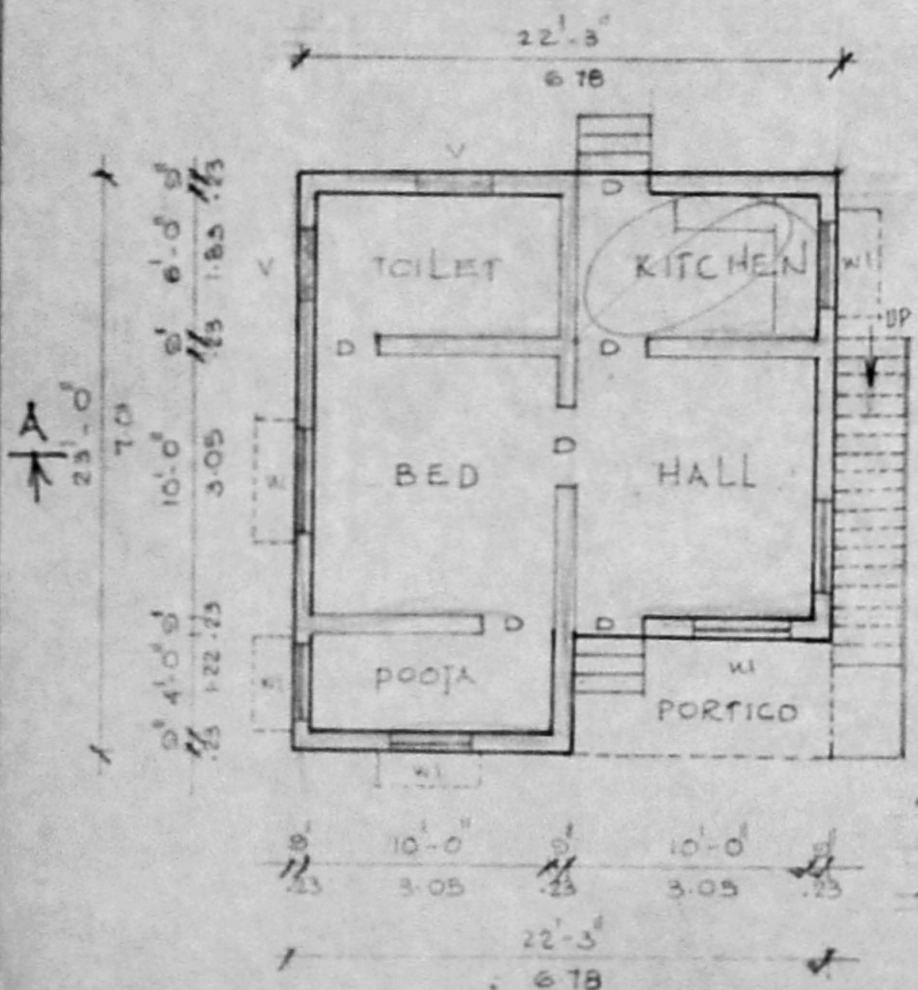 22'-3"
6.78
V
D
9"
.23
6'-0"
1.83
TOILET
KITCHEN
W1
V
UP
9"
.23
D
D
A
23'-0"
7.0
10'-0"
3.05
BED
D
HALL
9"
.23
D
D
4'-0"
1.22
POOJA
W1
PORTICO
9"
.23
W1
9"
10'-0"
9"
10'-0"
9"
.23
3.05
.23
3.05
.23
22'-3"
6.78